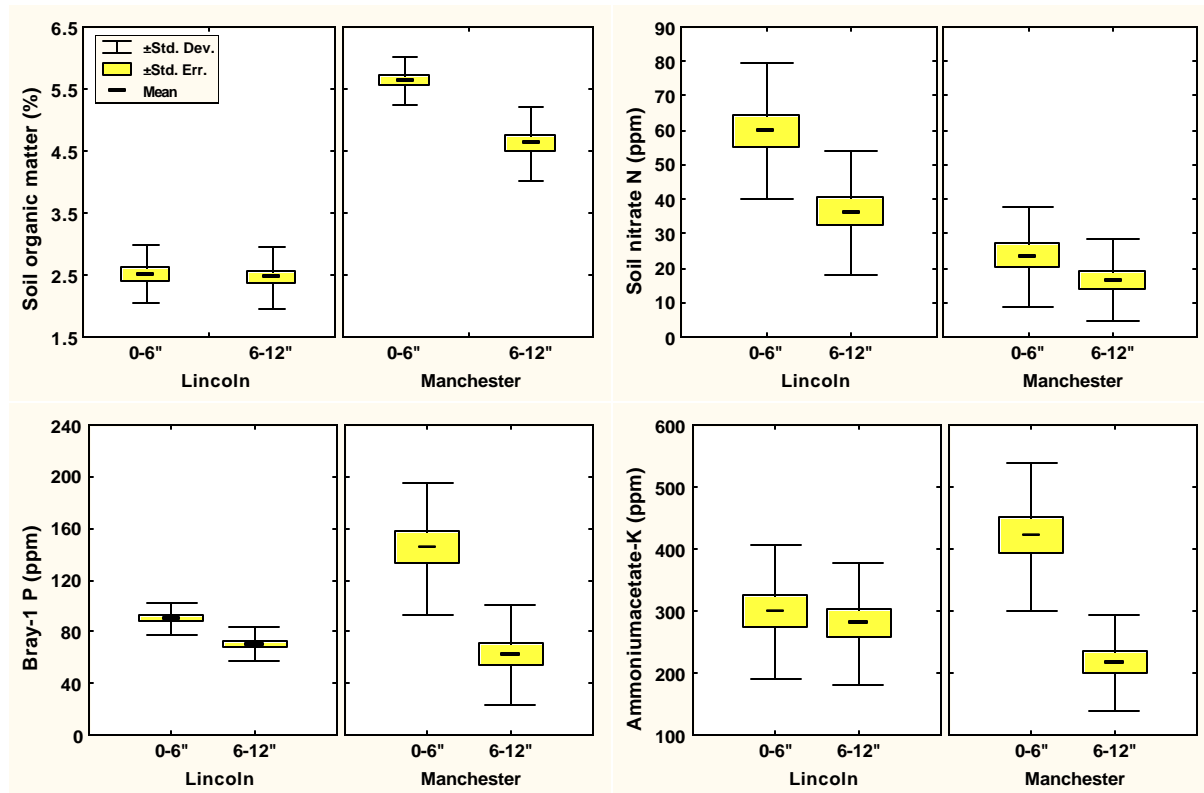 Soil organic matter (%)
6.5
5.5
4.5
3.5
2.5
1.5
±Std. Dev.
±Std. Err.
Mean
0-6" 6-12" 0-6" 6-12"
Lincoln Manchester
Soil nitrate N (ppm)
90
80
70
60
50
40
30
20
10
0
0-6" 6-12" 0-6" 6-12"
Lincoln Manchester
Bray-1 P (ppm)
240
200
160
120
80
40
0
0-6" 6-12" 0-6" 6-12"
Lincoln Manchester
Ammoniumacetate-K (ppm)
600
500
400
300
200
100
0-6" 6-12" 0-6" 6-12"
Lincoln Manchester